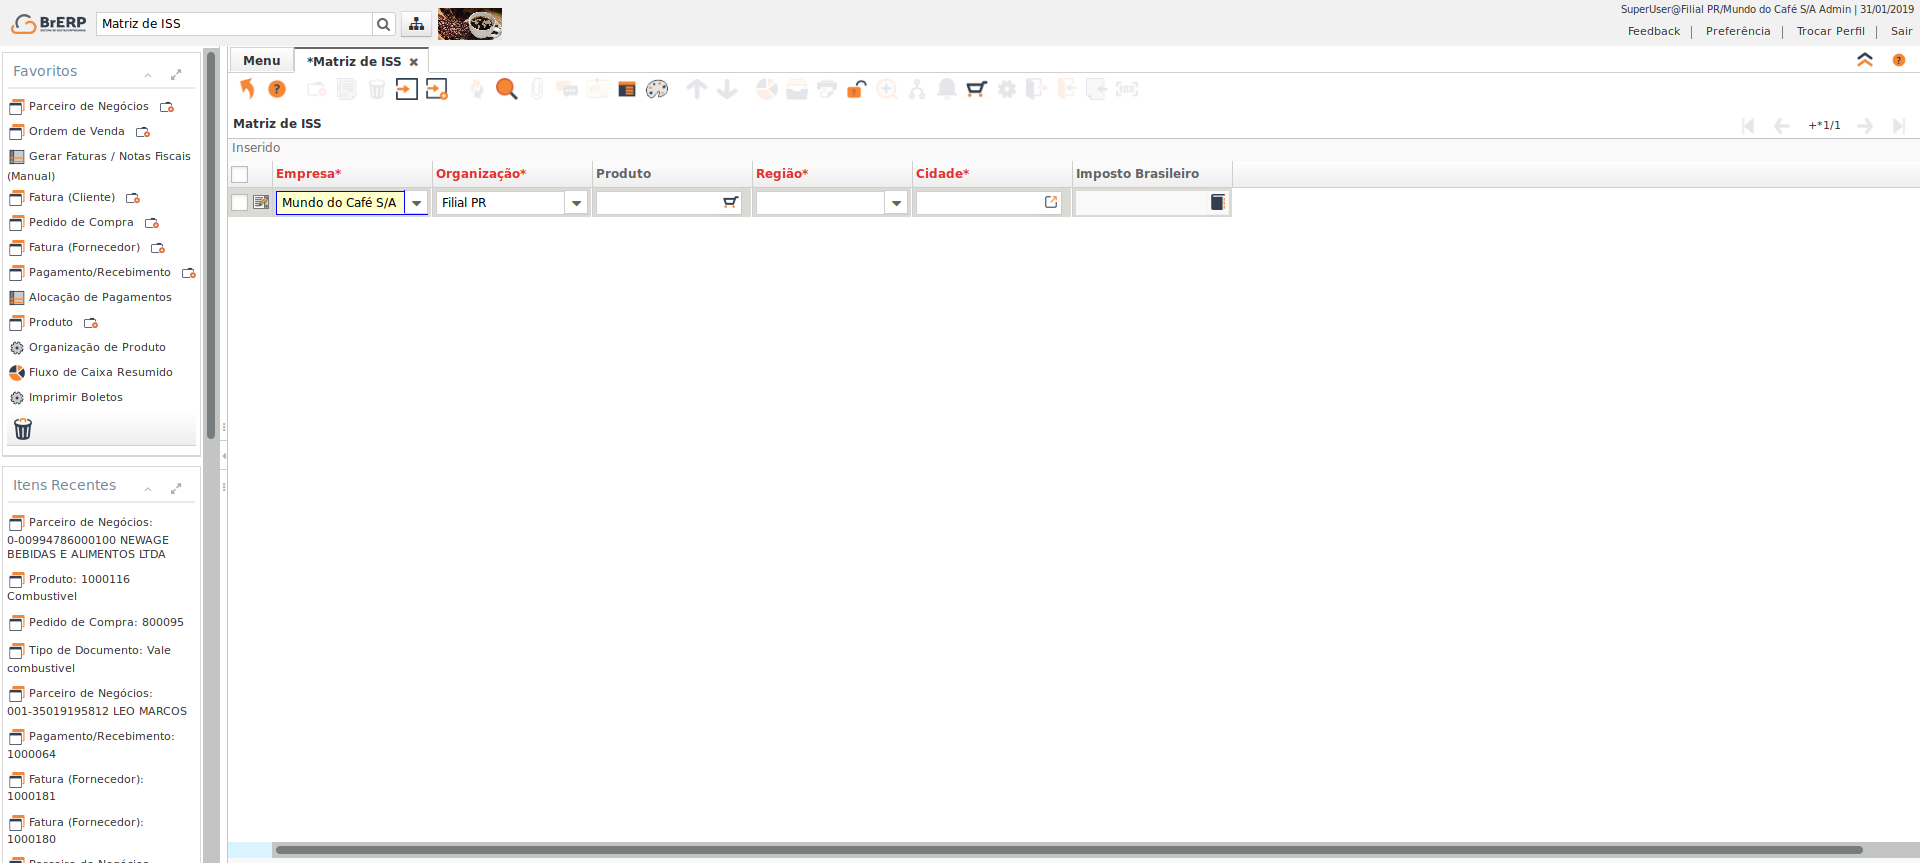 BrERP
Matriz de ISS
SuperUser@Filial PR/Mundo do Café S/A Admin | 31/01/2019
Feedback | Preferência | Trocar Perfil | Sair
Favoritos
Parceiro de Negócios
Ordem de Venda
Gerar Faturas / Notas Fiscais
(Manual)
Fatura (Cliente)
Pedido de Compra
Fatura (Fornecedor)
Pagamento/Recebimento
Alocação de Pagamentos
Produto
Organização de Produto
Fluxo de Caixa Resumido
Imprimir Boletos
Itens Recentes
Parceiro de Negócios:
0-00994786000100 NEWAGE
BEBIDAS E ALIMENTOS LTDA
Produto: 1000116
Combustivel
Pedido de Compra: 800095
Tipo de Documento: Vale
combustivel
Parceiro de Negócios:
001-35019195812 LEO MARCOS
Pagamento/Recebimento:
1000064
Fatura (Fornecedor):
1000181
Fatura (Fornecedor):
1000180
Menu
*Matriz de ISS
Matriz de ISS
+*1/1
Inserido
Empresa* Organização* Produto Região* Cidade* Imposto Brasileiro
Mundo do Café S/A Filial PR